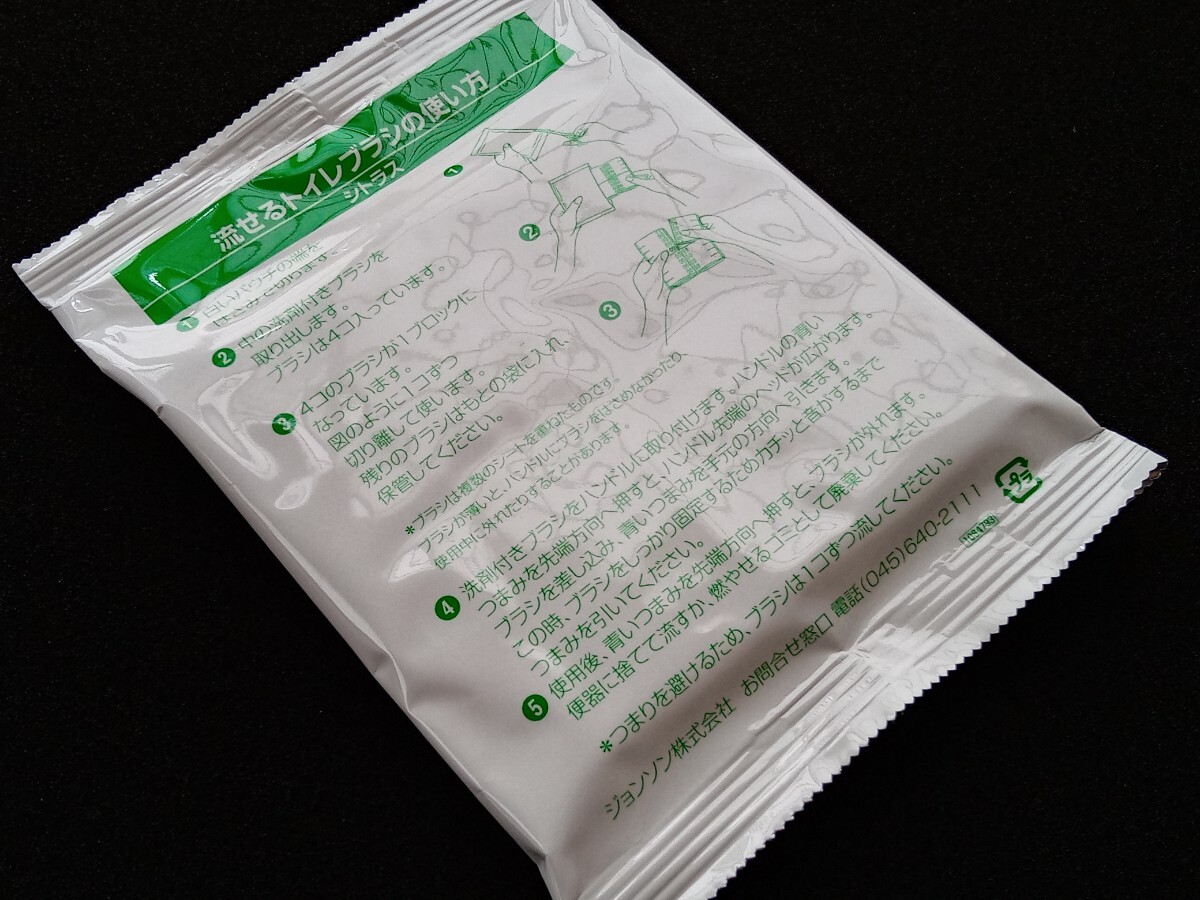 流せるトイレブラシの使い方
シトラス
1 白いパウチの端を
はさみで切ります。
2 中の洗剤付きブラシを
取り出します。
ブラシは4コ入っています。
3 4コのブラシが1ブロックに
なっています。
図のように1コずつ
切り離して使います。
残りのブラシはもとの袋に入れ、
保管してください。
*ブラシは複数のシートを重ねたものです。
ブラシが薄いと、ハンドルにブラシをはさめなかったり、
使用中に外れたりすることがあります。
4 洗剤付きブラシをハンドルに取り付けます。ハンドルの青い
つまみを先端方向へ押すと、ハンドル先端のヘッドが広がります。
ブラシを差し込み、青いつまみを手元の方向へ引きます。
この時、ブラシをしっかり固定するためカチッと音がするまで
つまみを引いてください。
5 使用後、青いつまみを先端方向へ押すと、ブラシが外れます。
便器に捨てて流すか、燃やせるゴミとして廃棄してください。
*つまりを避けるため、ブラシは1コずつ流してください。
ジョンソン株式会社 お問合せ窓口 電話(045)640-2111
プラ
1
2
3